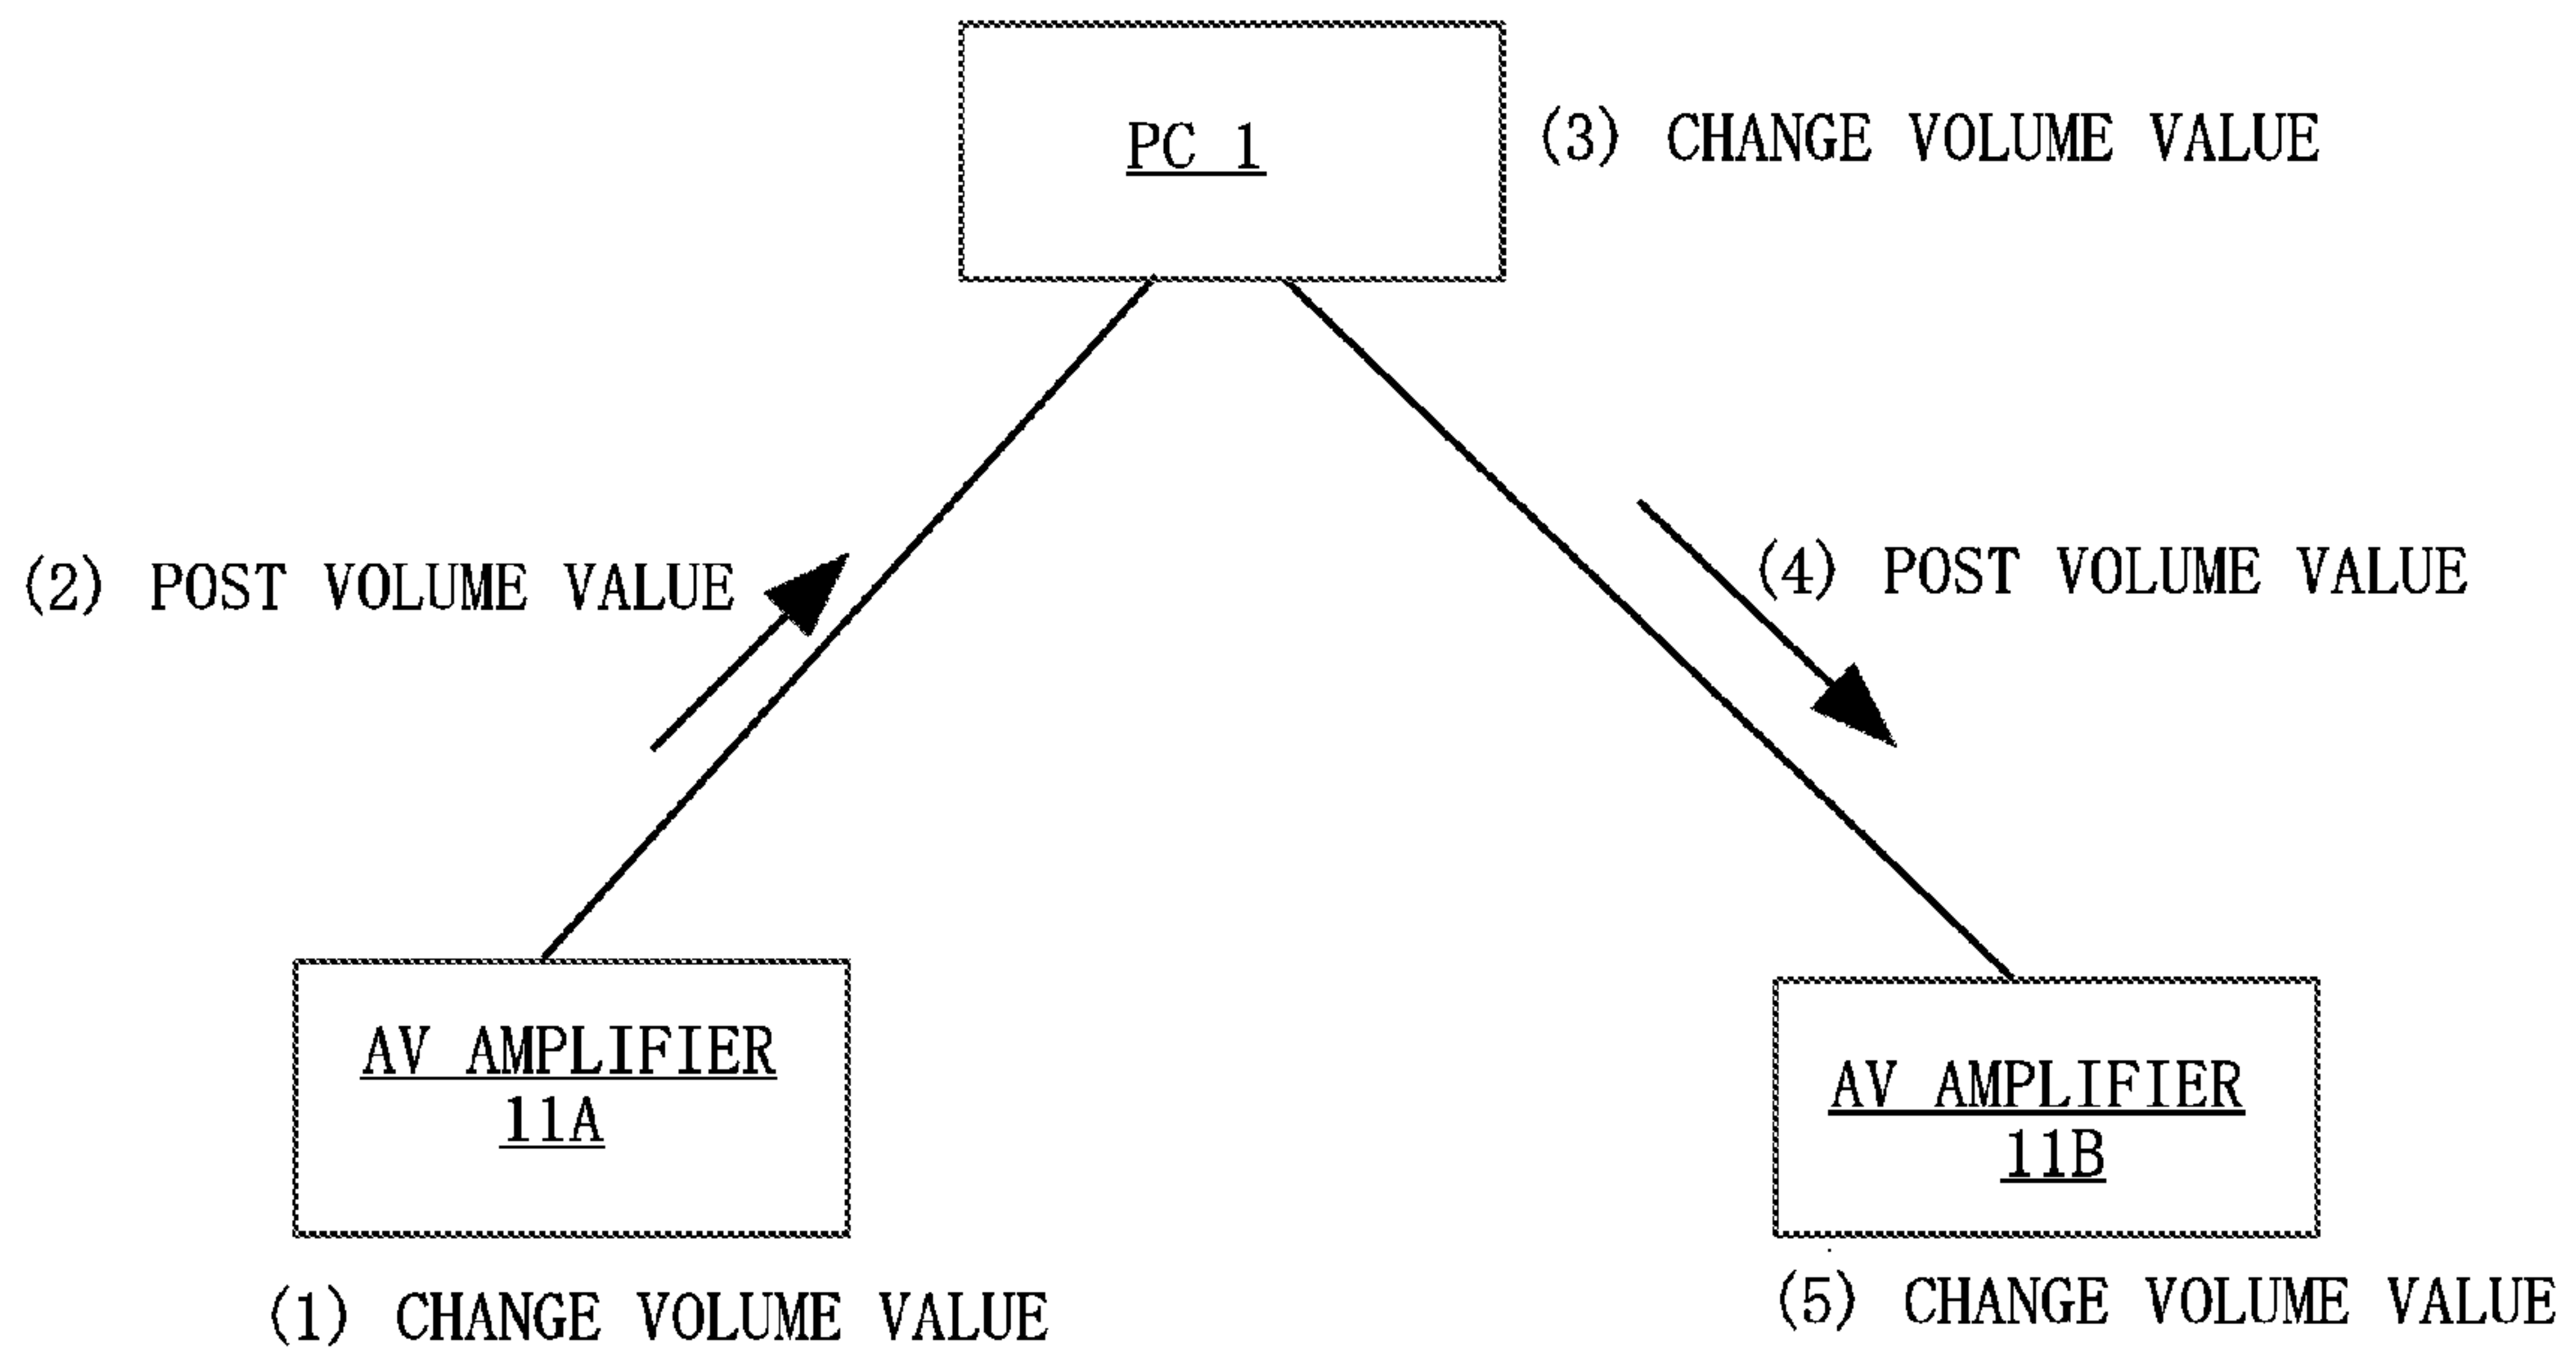 PC 1
(3) CHANGE VOLUME VALUE
(2) POST VOLUME VALUE
(4) POST VOLUME VALUE
AV AMPLIFIER
11A
AV AMPLIFIER
11B
(1) CHANGE VOLUME VALUE
(5) CHANGE VOLUME VALUE